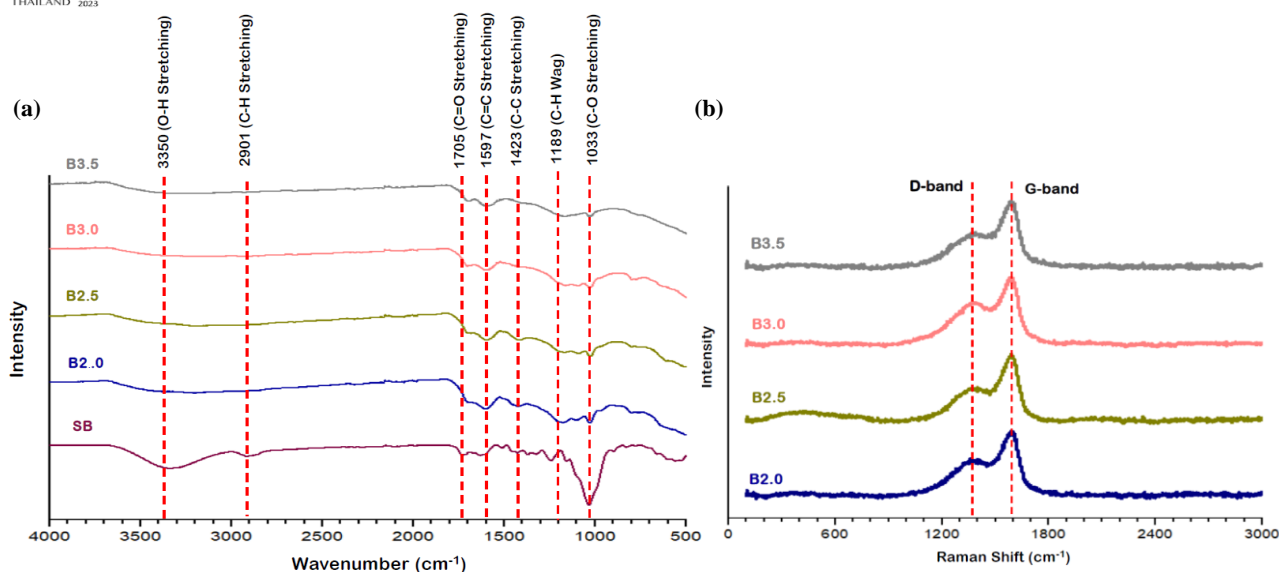 THAILAND 2023
(a)
3350 (O-H Stretching)
2901 (C-H Stretching)
1705 (C=O Stretching)
1597 (C=C Stretching)
1423 (C-C Stretching)
1189 (C-H Wag)
1033 (C-O Stretching)
B3.5
B3.0
B2.5
B2..0
SB
Intensity
4000 3500 3000 2500 2000 1500 1000 500
Wavenumber (cm⁻¹)
(b)
D-band G-band
B3.5
B3.0
B2.5
B2.0
Intensity
0 600 1200 1800 2400 3000
Raman Shift (cm⁻¹)